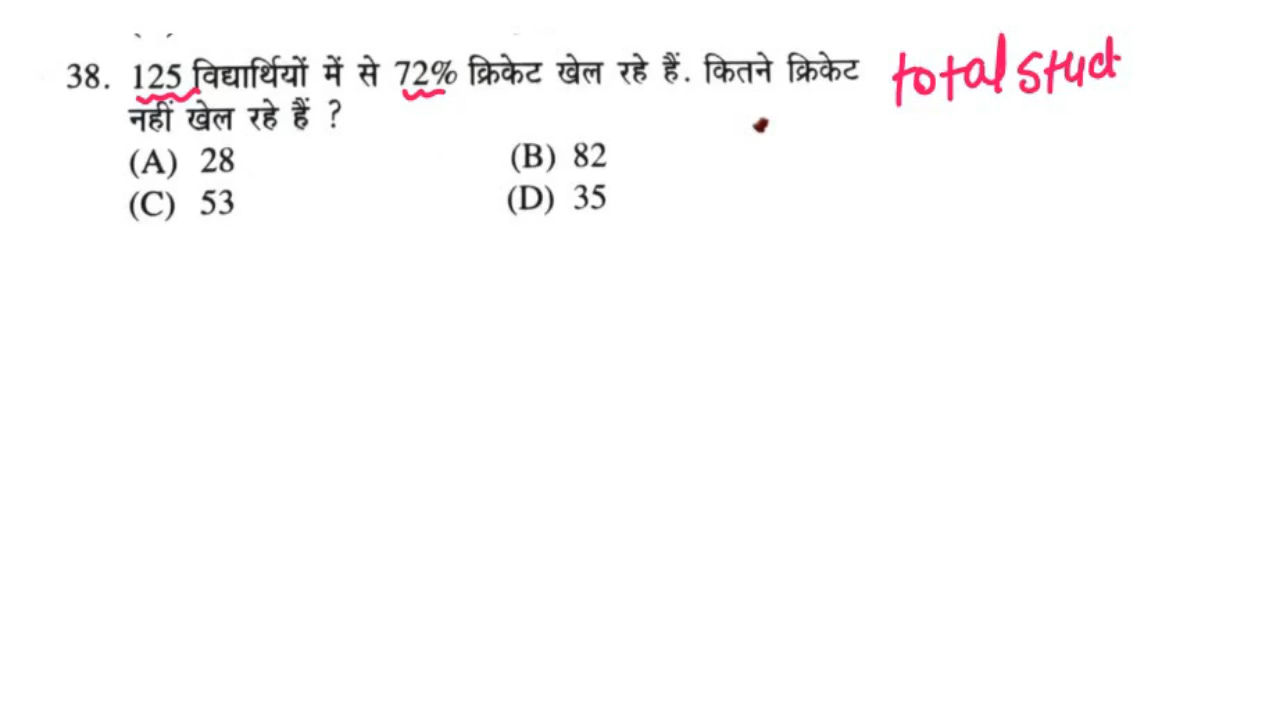 38. 125 विद्यार्थियों में से 72% क्रिकेट खेल रहे हैं. कितने क्रिकेट total stud
नहीं खेल रहे हैं ?
(A) 28 (B) 82
(C) 53 (D) 35